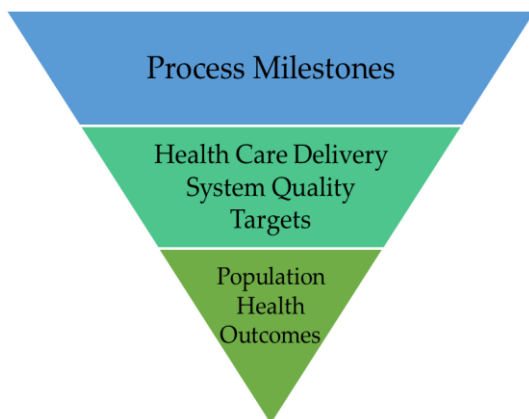 Process Milestones
Health Care Delivery
System Quality
Targets
Population
Health
Outcomes